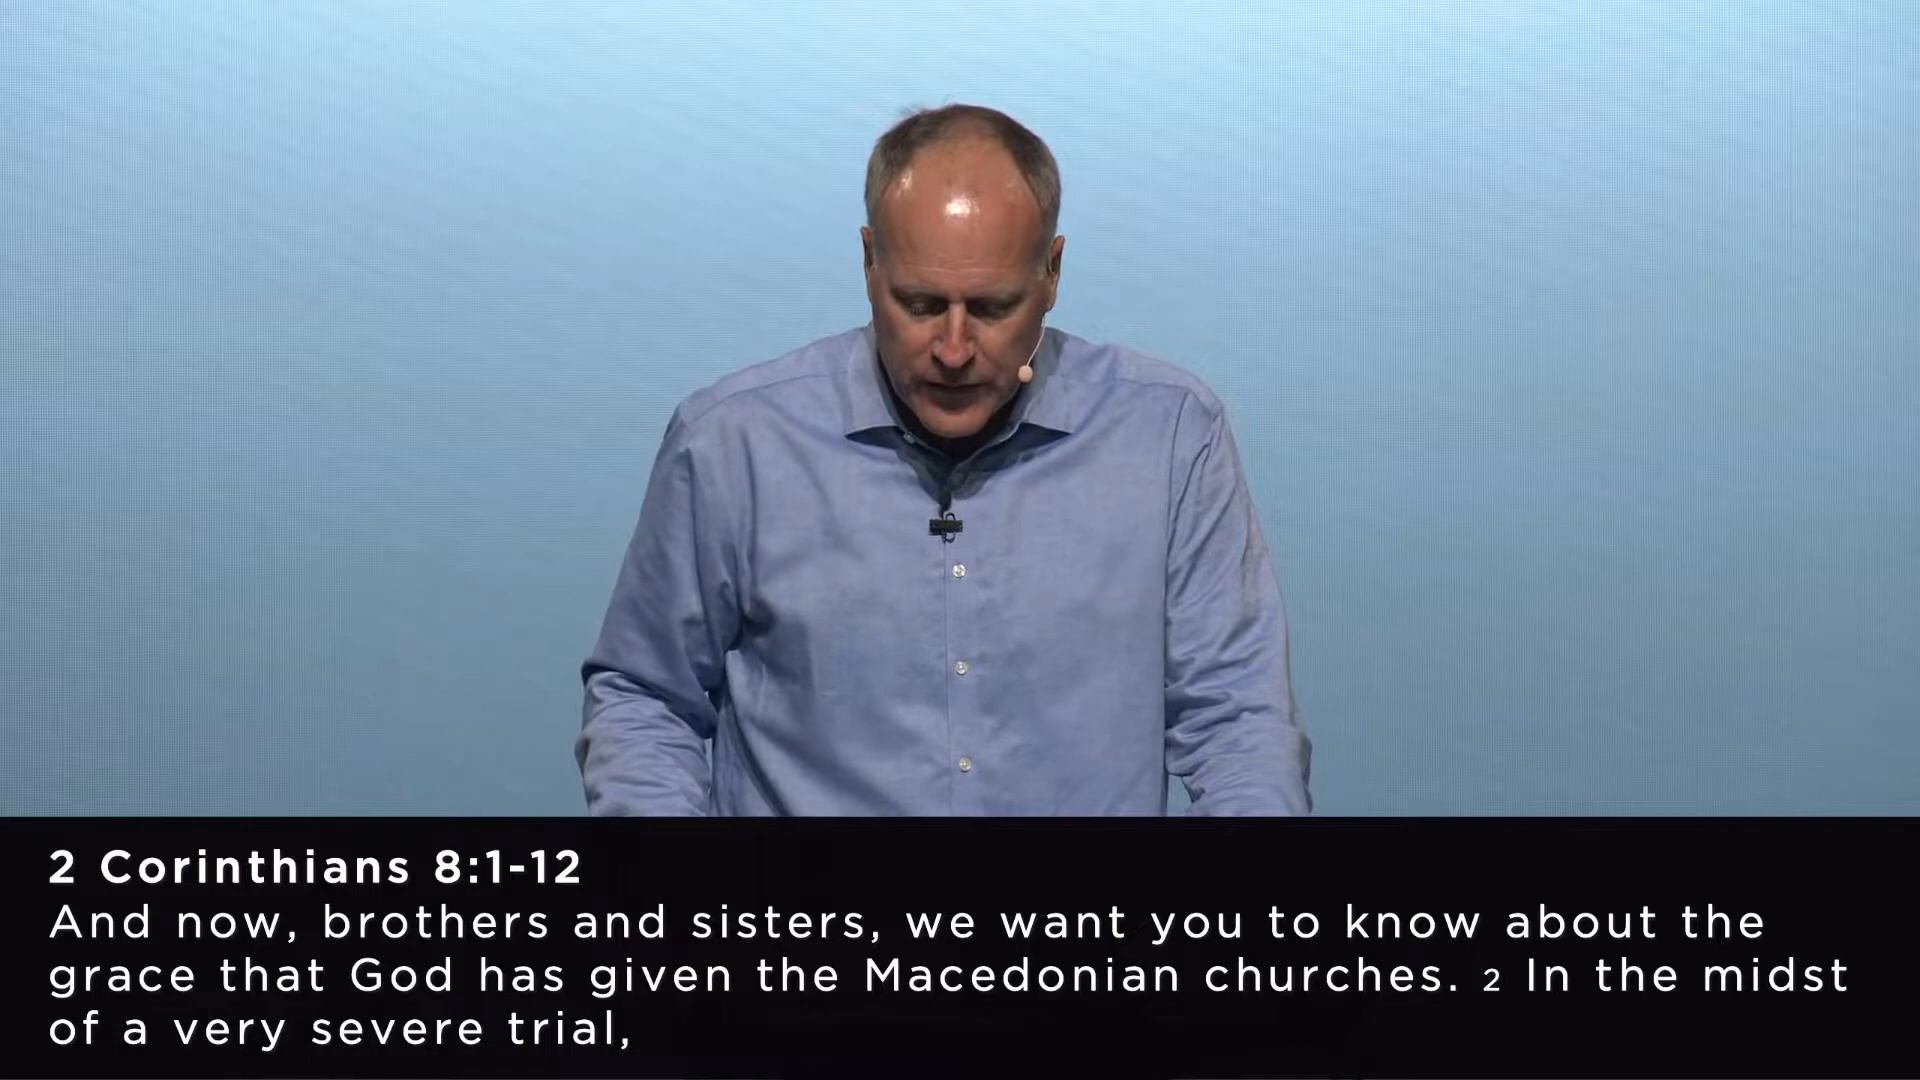 2 Corinthians 8:1-12
And now, brothers and sisters, we want you to know about the
grace that God has given the Macedonian churches. 2 In the midst
of a very severe trial,